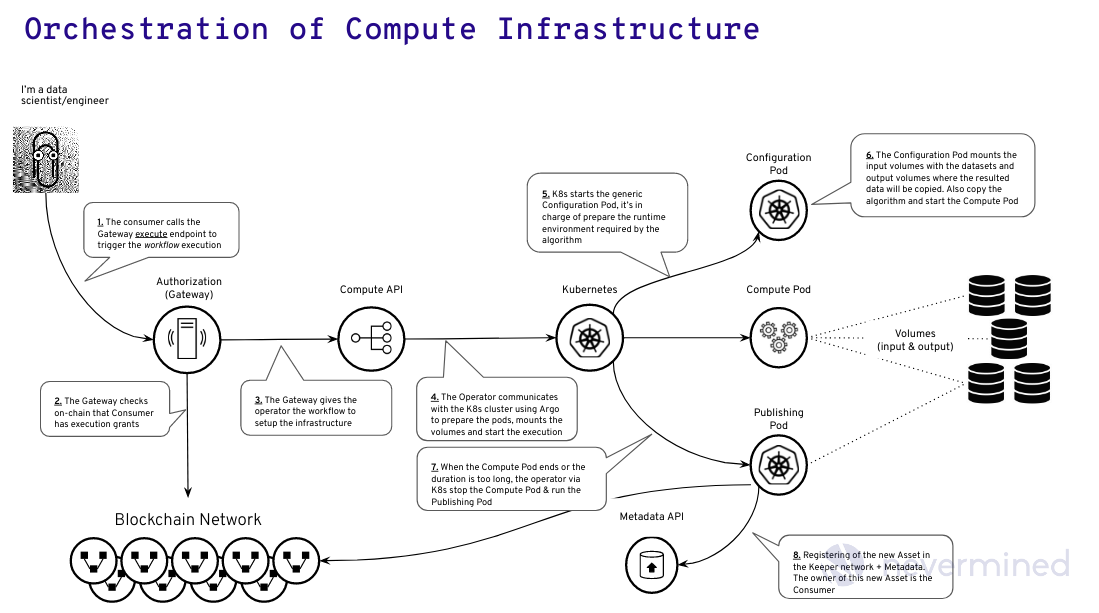 Orchestration of Compute Infrastructure
I'm a data
scientist/engineer
1. The consumer calls the
Gateway execute endpoint to
trigger the workflow execution
Authorization
(Gateway)
2. The Gateway checks
on-chain that Consumer
has execution grants
3. The Gateway gives the
operator the workflow to
setup the infrastructure
Compute API
4. The Operator communicates
with the K8s cluster using Argo
to prepare the pods, mounts the
volumes and start the execution
Kubernetes
5. K8s starts the generic
Configuration Pod, it's in
charge of prepare the runtime
environment required by the
algorithm
Configuration
Pod
6. The Configuration Pod mounts the
input volumes with the datasets and
output volumes where the resulted
data will be copied. Also copy the
algorithm and start the Compute Pod
Compute Pod
Volumes
(input & output)
Publishing
Pod
7. When the Compute Pod ends or the
duration is too long, the operator via
K8s stop the Compute Pod & run the
Publishing Pod
Blockchain Network
Metadata API
8. Registering of the new Asset in
the Keeper network + Metadata.
The owner of this new Asset is the
Consumer
nevermined